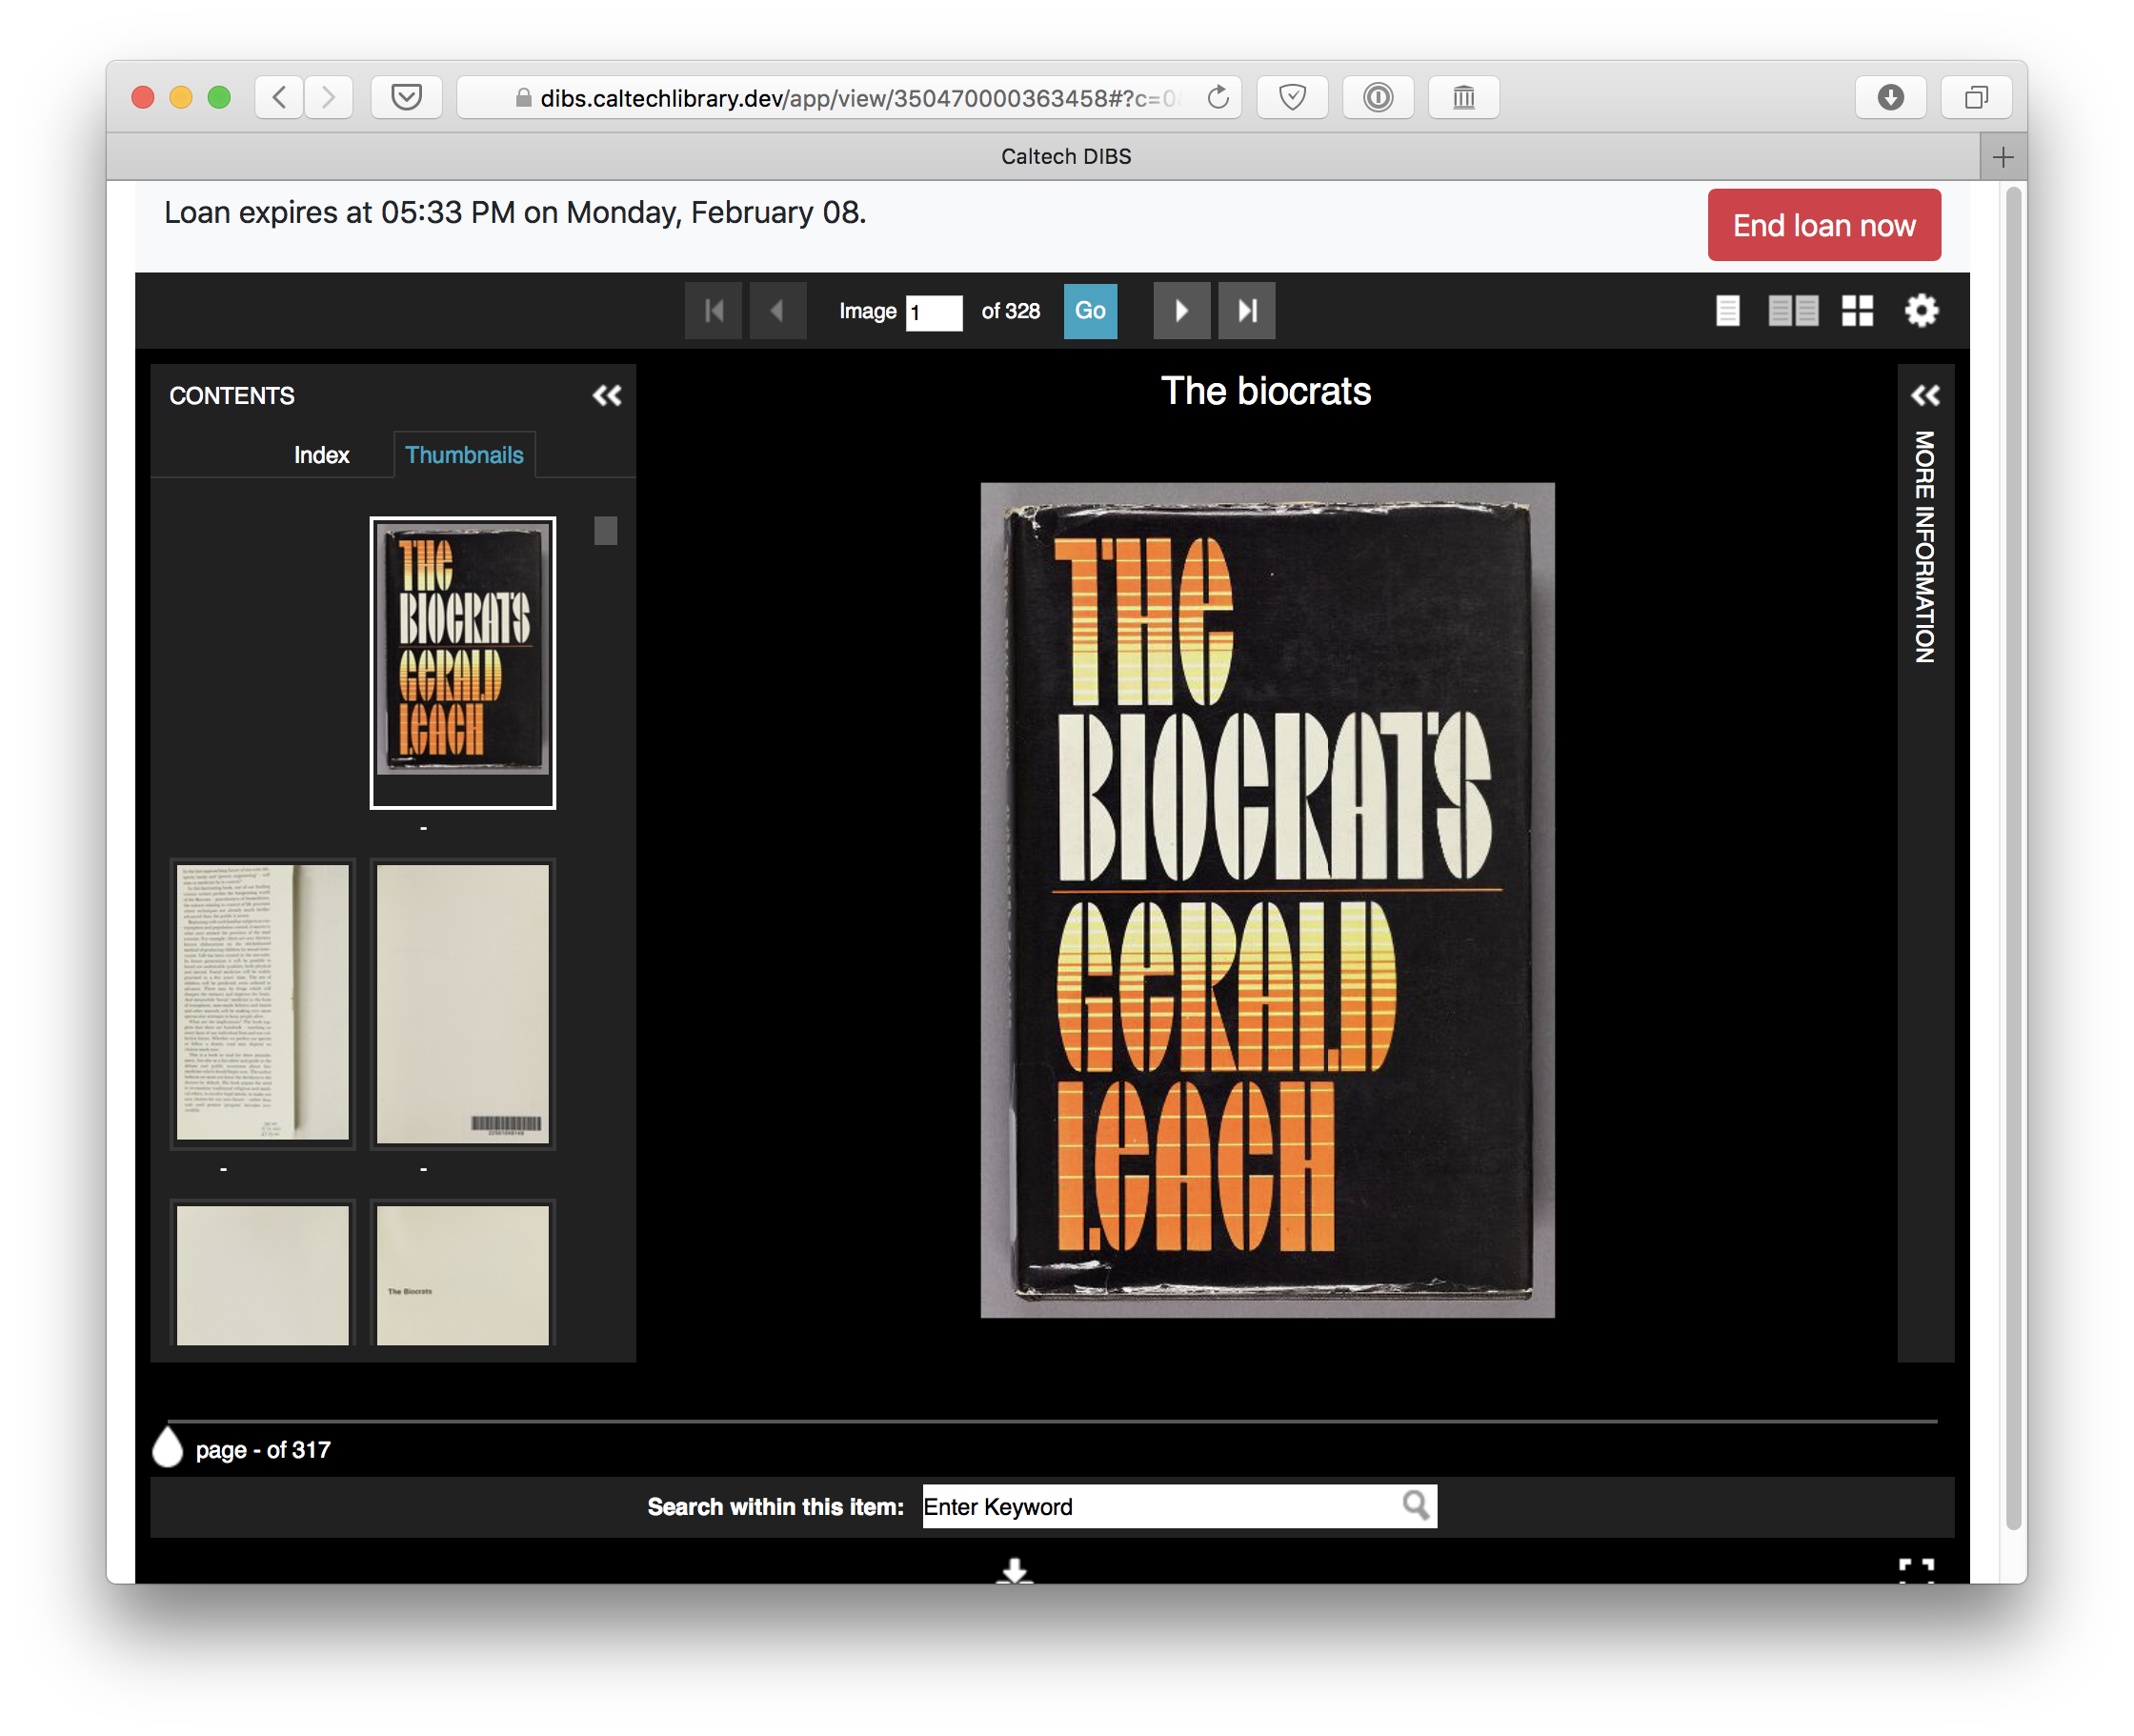 dibs.caltechlibrary.dev/app/view/350470000363458#?c=0
Caltech DIBS
Loan expires at 05:33 PM on Monday, February 08.
End loan now
Image 1 of 328 Go
CONTENTS
Index Thumbnails
THE
BIOCRATS
GERALD
LEACH
-
-
-
The Biocrats
The biocrats
THE
BIOCRATS
GERALD
LEACH
MORE INFORMATION
page - of 317
Search within this item: Enter Keyword